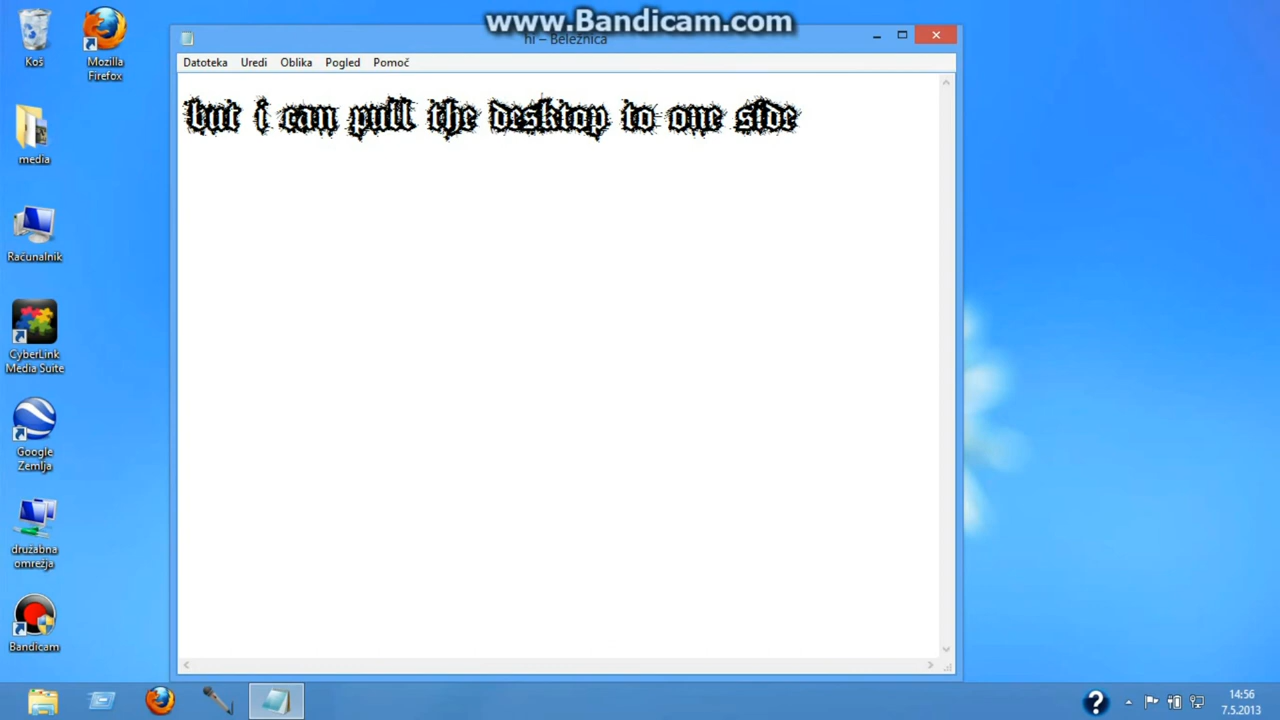 www.Bandicam.com
hi – Beležnica
Datoteka Uredi Oblika Pogled Pomoč
but i can pull the desktop to one side
Koš
Mozilla
Firefox
media
Računalnik
CyberLink
Media Suite
Google
Zemlja
družabna
omrežja
Bandicam
14:56
7.5.2013